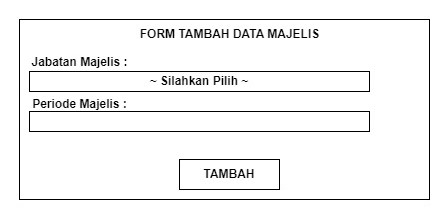 FORM TAMBAH DATA MAJELIS
Jabatan Majelis :
~ Silahkan Pilih ~
Periode Majelis :
TAMBAH